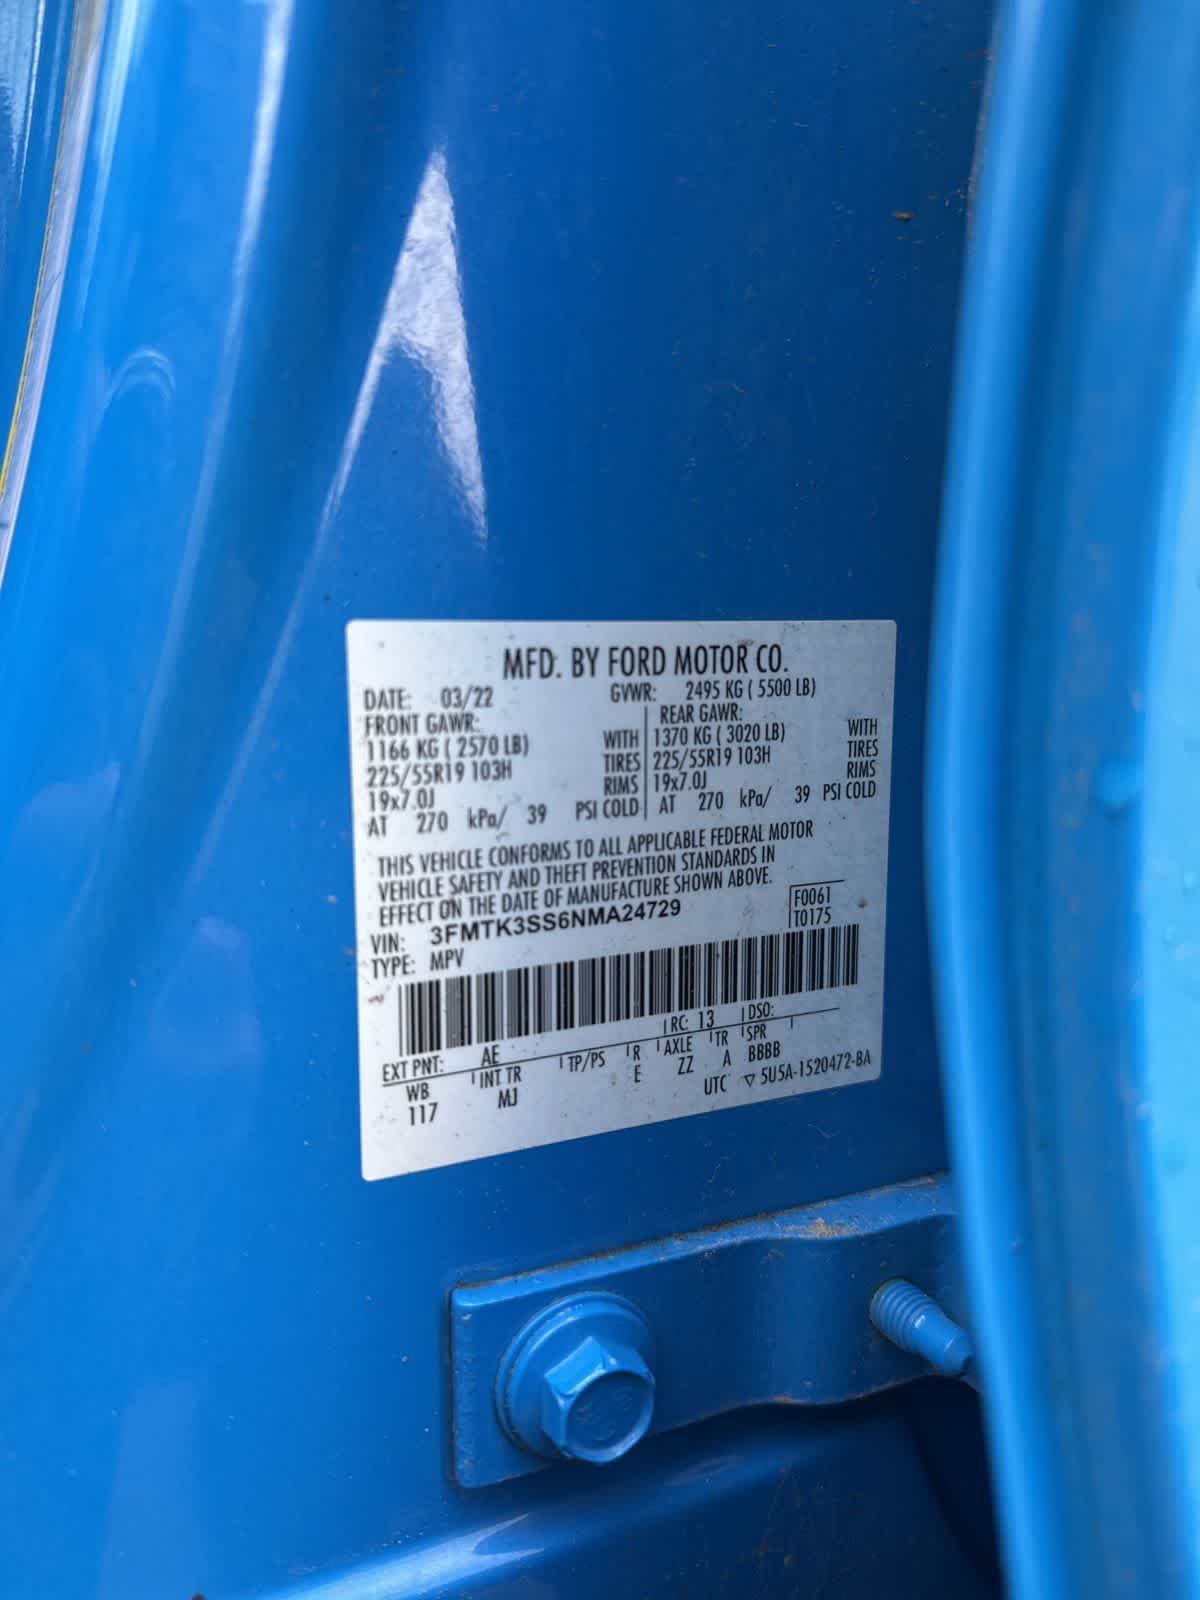 MFD. BY FORD MOTOR CO.
DATE: 03/22 GVWR: 2495 KG ( 5500 LB)
FRONT GAWR: REAR GAWR:
1166 KG ( 2570 LB) WITH 1370 KG ( 3020 LB) WITH
225/55R19 103H TIRES 225/55R19 103H TIRES
19x7.0J RIMS 19x7.0J RIMS
AT 270 kPa/ 39 PSI COLD AT 270 kPa/ 39 PSI COLD
THIS VEHICLE CONFORMS TO ALL APPLICABLE FEDERAL MOTOR
VEHICLE SAFETY AND THEFT PREVENTION STANDARDS IN
EFFECT ON THE DATE OF MANUFACTURE SHOWN ABOVE.
VIN: 3FMTK3SS6NMA24729 F0061
TYPE: MPV T0175
EXT PNT: AE RC: 13 DSO:
WB INT TR TP/PS R AXLE TR SPR
117 MJ E ZZ A BBBB
UTC ▽ 5U5A-1520472-BA